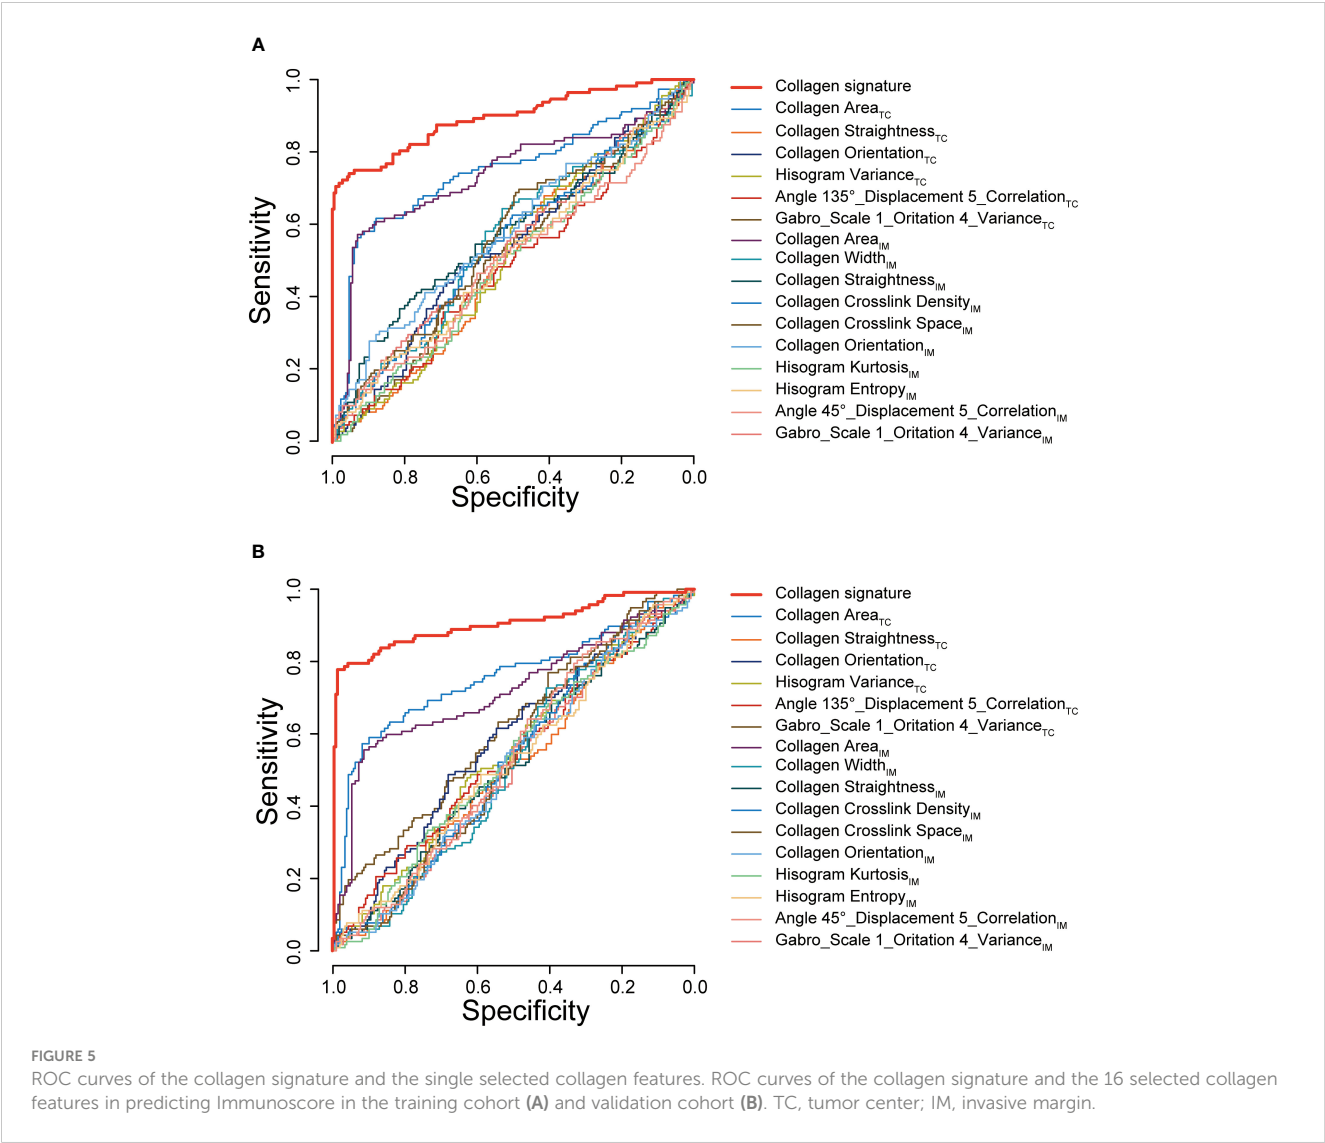 A
1.0
0.8
0.6
0.4
0.2
0.0
Sensitivity
1.0 0.8 0.6 0.4 0.2 0.0
Specificity
Collagen signature
Collagen AreaTC
Collagen StraightnessTC
Collagen OrientationTC
Hisogram VarianceTC
Angle 135°_Displacement 5_CorrelationTC
Gabro_Scale 1_Oritation 4_VarianceTC
Collagen AreaIM
Collagen WidthIM
Collagen StraightnessIM
Collagen Crosslink DensityIM
Collagen Crosslink SpaceIM
Collagen OrientationIM
Hisogram KurtosisIM
Hisogram EntropyIM
Angle 45°_Displacement 5_CorrelationIM
Gabro_Scale 1_Oritation 4_VarianceIM
B
1.0
0.8
0.6
0.4
0.2
0.0
Sensitivity
1.0 0.8 0.6 0.4 0.2 0.0
Specificity
Collagen signature
Collagen AreaTC
Collagen StraightnessTC
Collagen OrientationTC
Hisogram VarianceTC
Angle 135°_Displacement 5_CorrelationTC
Gabro_Scale 1_Oritation 4_VarianceTC
Collagen AreaIM
Collagen WidthIM
Collagen StraightnessIM
Collagen Crosslink DensityIM
Collagen Crosslink SpaceIM
Collagen OrientationIM
Hisogram KurtosisIM
Hisogram EntropyIM
Angle 45°_Displacement 5_CorrelationIM
Gabro_Scale 1_Oritation 4_VarianceIM
FIGURE 5
ROC curves of the collagen signature and the single selected collagen features. ROC curves of the collagen signature and the 16 selected collagen
features in predicting Immunoscore in the training cohort (A) and validation cohort (B). TC, tumor center; IM, invasive margin.